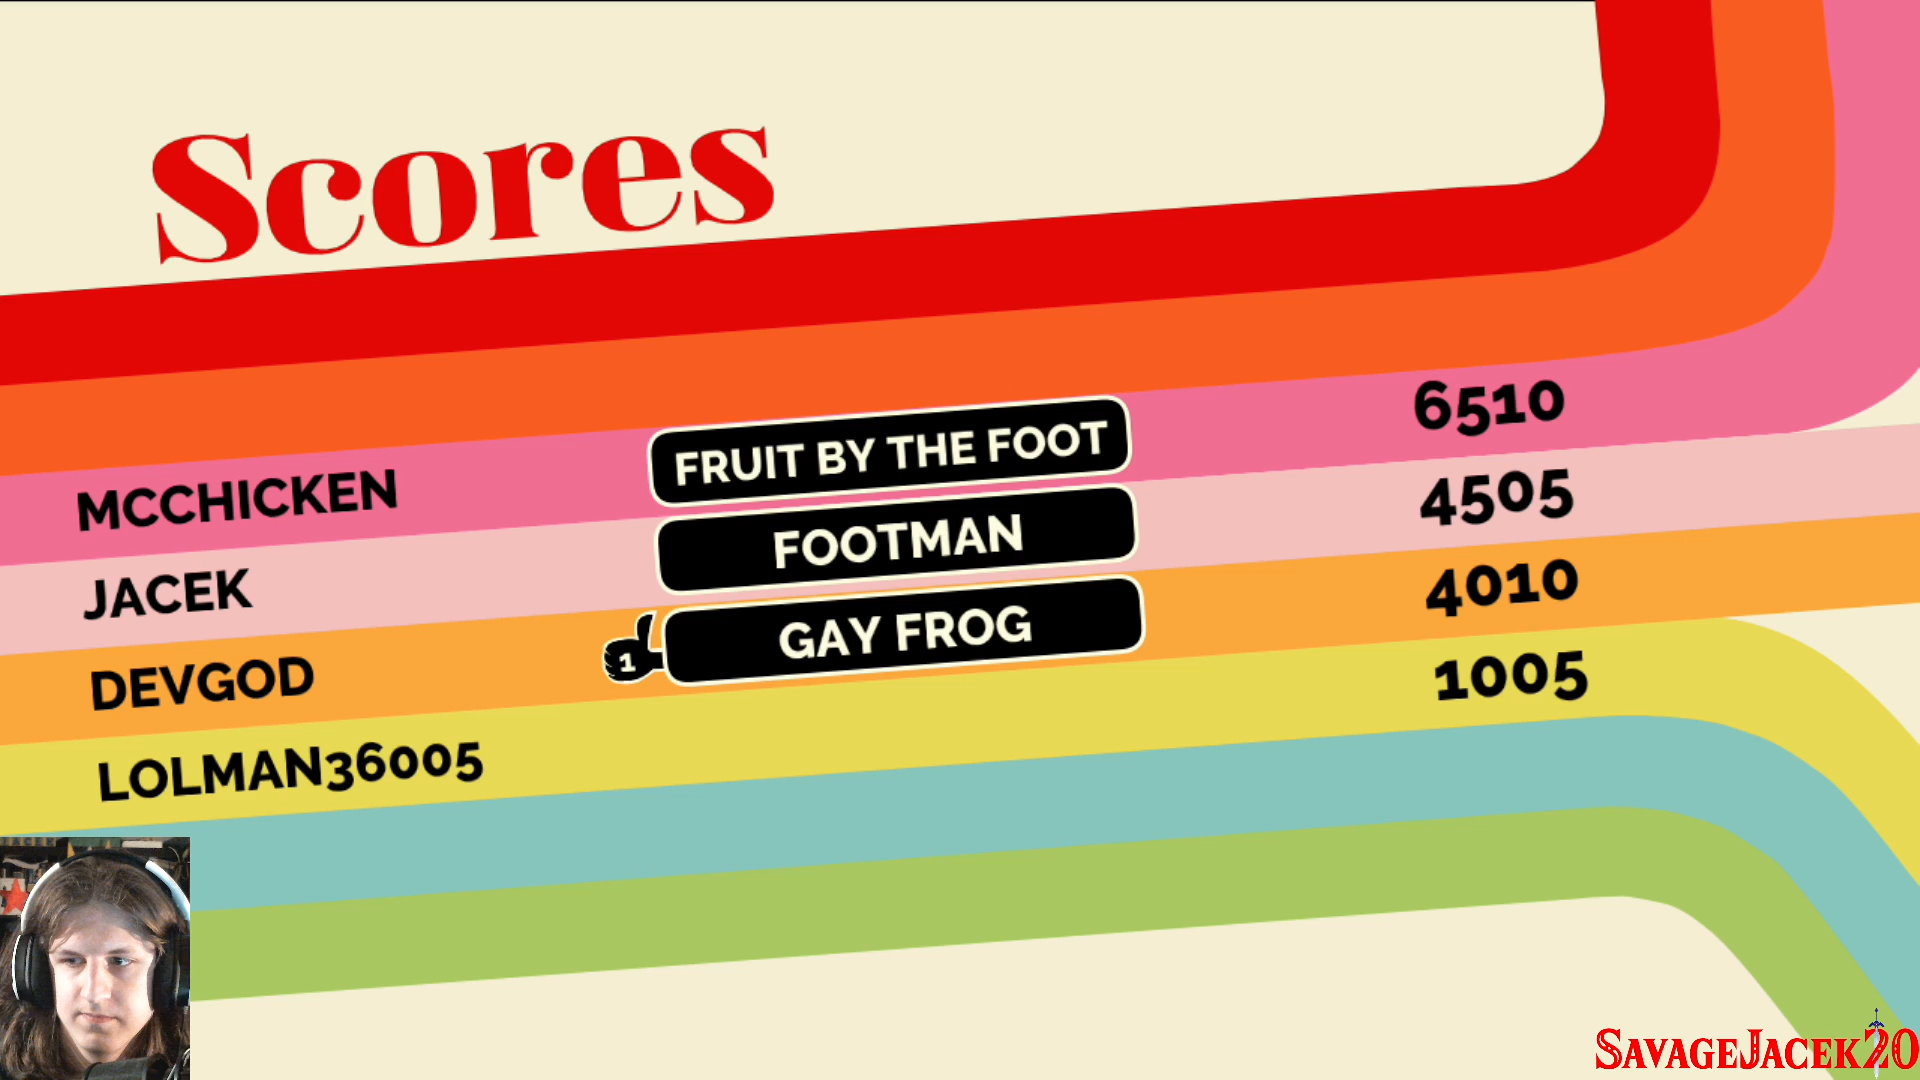 Scores
MCCHICKEN FRUIT BY THE FOOT 6510
JACEK FOOTMAN 4505
DEVGOD 1 GAY FROG 4010
LOLMAN36005 1005
SAVAGEJACEK20